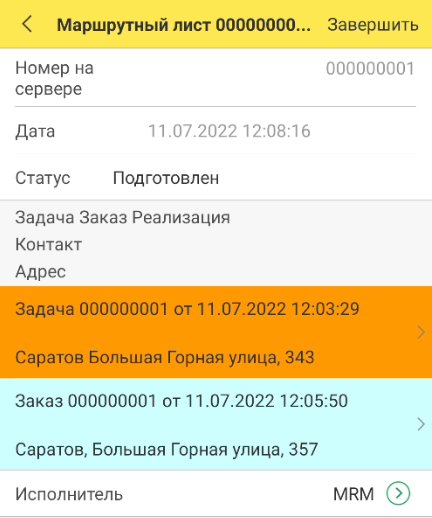 Маршрутный лист 00000000... Завершить
Номер на 000000001
сервере
Дата 11.07.2022 12:08:16
Статус Подготовлен
Задача Заказ Реализация
Контакт
Адрес
Задача 000000001 от 11.07.2022 12:03:29
Саратов Большая Горная улица, 343
Заказ 000000001 от 11.07.2022 12:05:50
Саратов, Большая Горная улица, 357
Исполнитель MRM